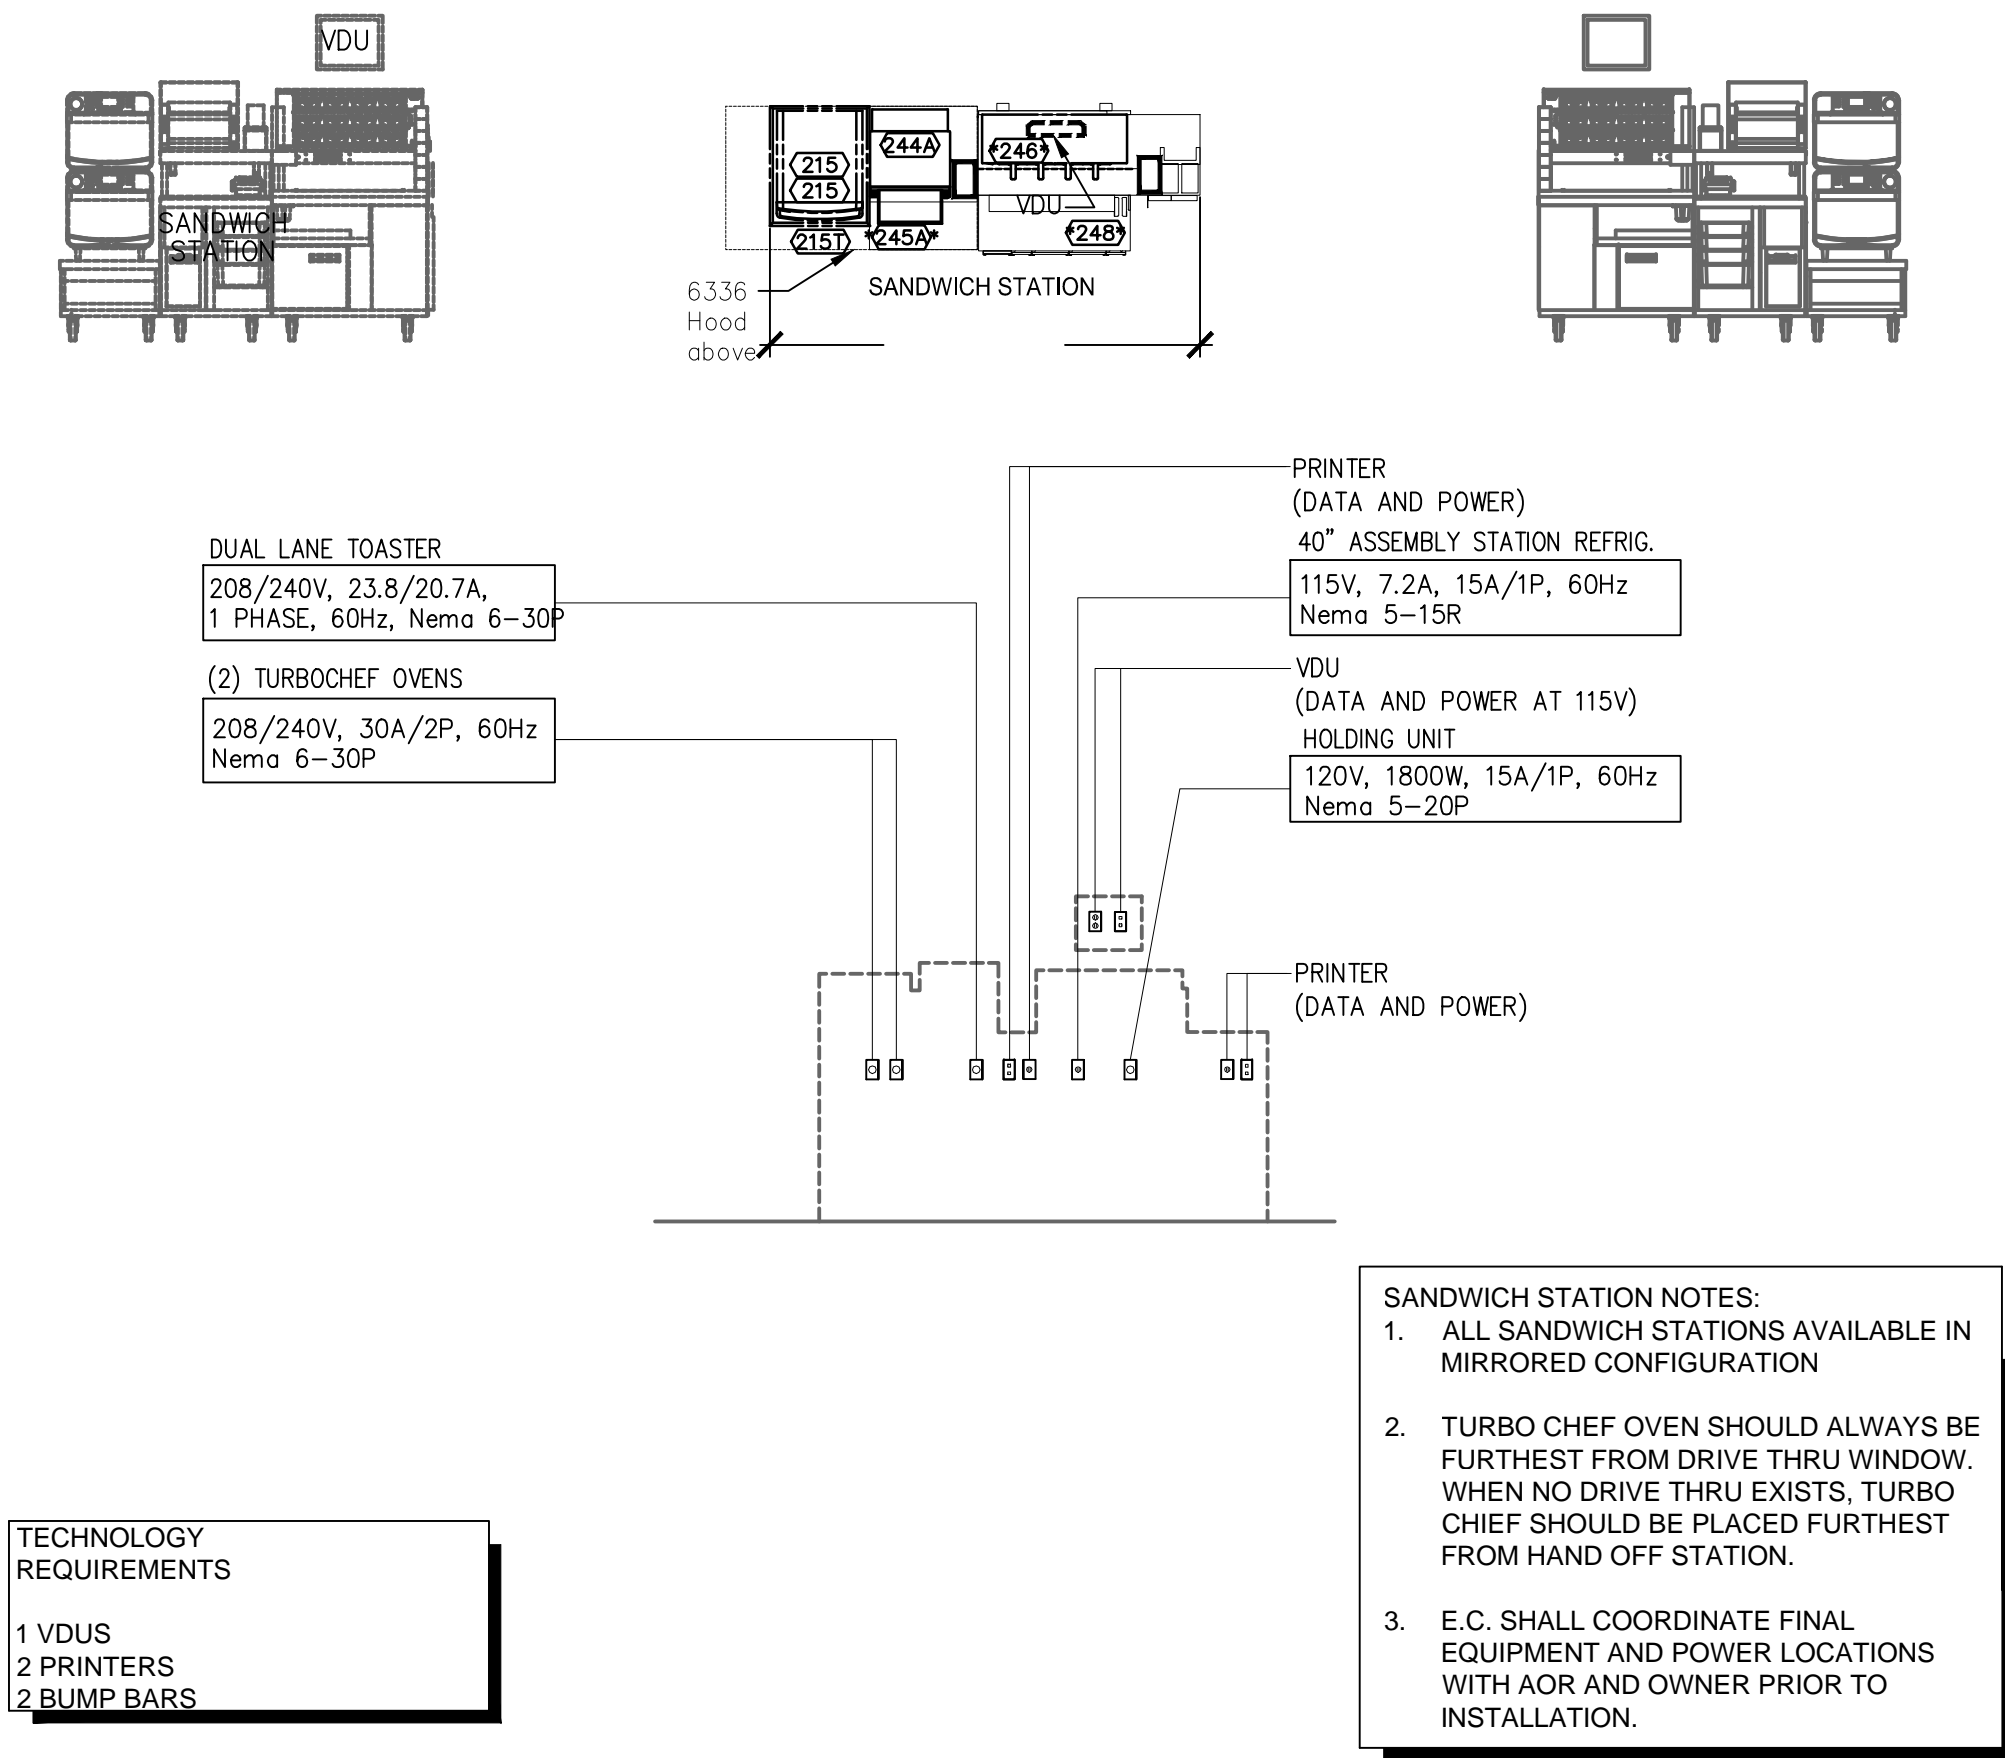 VDU
SANDWICH
STATION
244A
*246*
215
215
VDU
215T
*245A*
*248*
6336
Hood
above
SANDWICH STATION
PRINTER
(DATA AND POWER)
DUAL LANE TOASTER
208/240V, 23.8/20.7A,
1 PHASE, 60Hz, Nema 6-30P
40” ASSEMBLY STATION REFRIG.
115V, 7.2A, 15A/1P, 60Hz
Nema 5-15R
(2) TURBOCHEF OVENS
208/240V, 30A/2P, 60Hz
Nema 6-30P
VDU
(DATA AND POWER AT 115V)
HOLDING UNIT
120V, 1800W, 15A/1P, 60Hz
Nema 5-20P
PRINTER
(DATA AND POWER)
SANDWICH STATION NOTES:
1. ALL SANDWICH STATIONS AVAILABLE IN
MIRRORED CONFIGURATION
2. TURBO CHEF OVEN SHOULD ALWAYS BE
FURTHEST FROM DRIVE THRU WINDOW.
WHEN NO DRIVE THRU EXISTS, TURBO
CHIEF SHOULD BE PLACED FURTHEST
FROM HAND OFF STATION.
3. E.C. SHALL COORDINATE FINAL
EQUIPMENT AND POWER LOCATIONS
WITH AOR AND OWNER PRIOR TO
INSTALLATION.
TECHNOLOGY
REQUIREMENTS
1 VDUS
2 PRINTERS
2 BUMP BARS